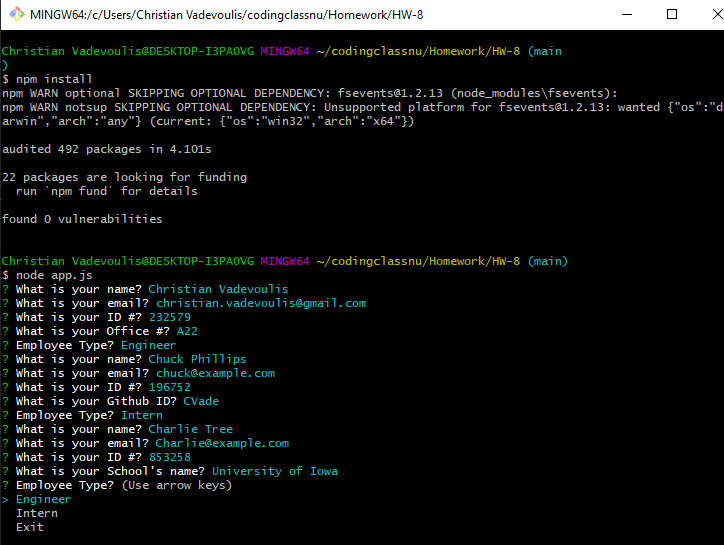 MINGW64:/c/Users/Christian Vadevoulis/codingclassnu/Homework/HW-8
Christian Vadevoulis@DESKTOP-I3PAOVG MINGW64 ~/codingclassnu/Homework/HW-8 (main
)
$ npm install
npm WARN optional SKIPPING OPTIONAL DEPENDENCY: fsevents@1.2.13 (node_modules\fsevents):
npm WARN notsup SKIPPING OPTIONAL DEPENDENCY: Unsupported platform for fsevents@1.2.13: wanted {"os":"d
arwin","arch":"any"} (current: {"os":"win32","arch":"x64"})
audited 492 packages in 4.101s
22 packages are looking for funding
  run `npm fund` for details
found 0 vulnerabilities
Christian Vadevoulis@DESKTOP-I3PAOVG MINGW64 ~/codingclassnu/Homework/HW-8 (main)
$ node app.js
? What is your name? Christian Vadevoulis
? What is your email? christian.vadevoulis@gmail.com
? What is your ID #? 232579
? What is your Office #? A22
? Employee Type? Engineer
? What is your name? Chuck Phillips
? What is your email? chuck@example.com
? What is your ID #? 196752
? What is your Github ID? CVade
? Employee Type? Intern
? What is your name? Charlie Tree
? What is your email? Charlie@example.com
? What is your ID #? 853258
? What is your School's name? University of Iowa
? Employee Type? (Use arrow keys)
> Engineer
  Intern
  Exit